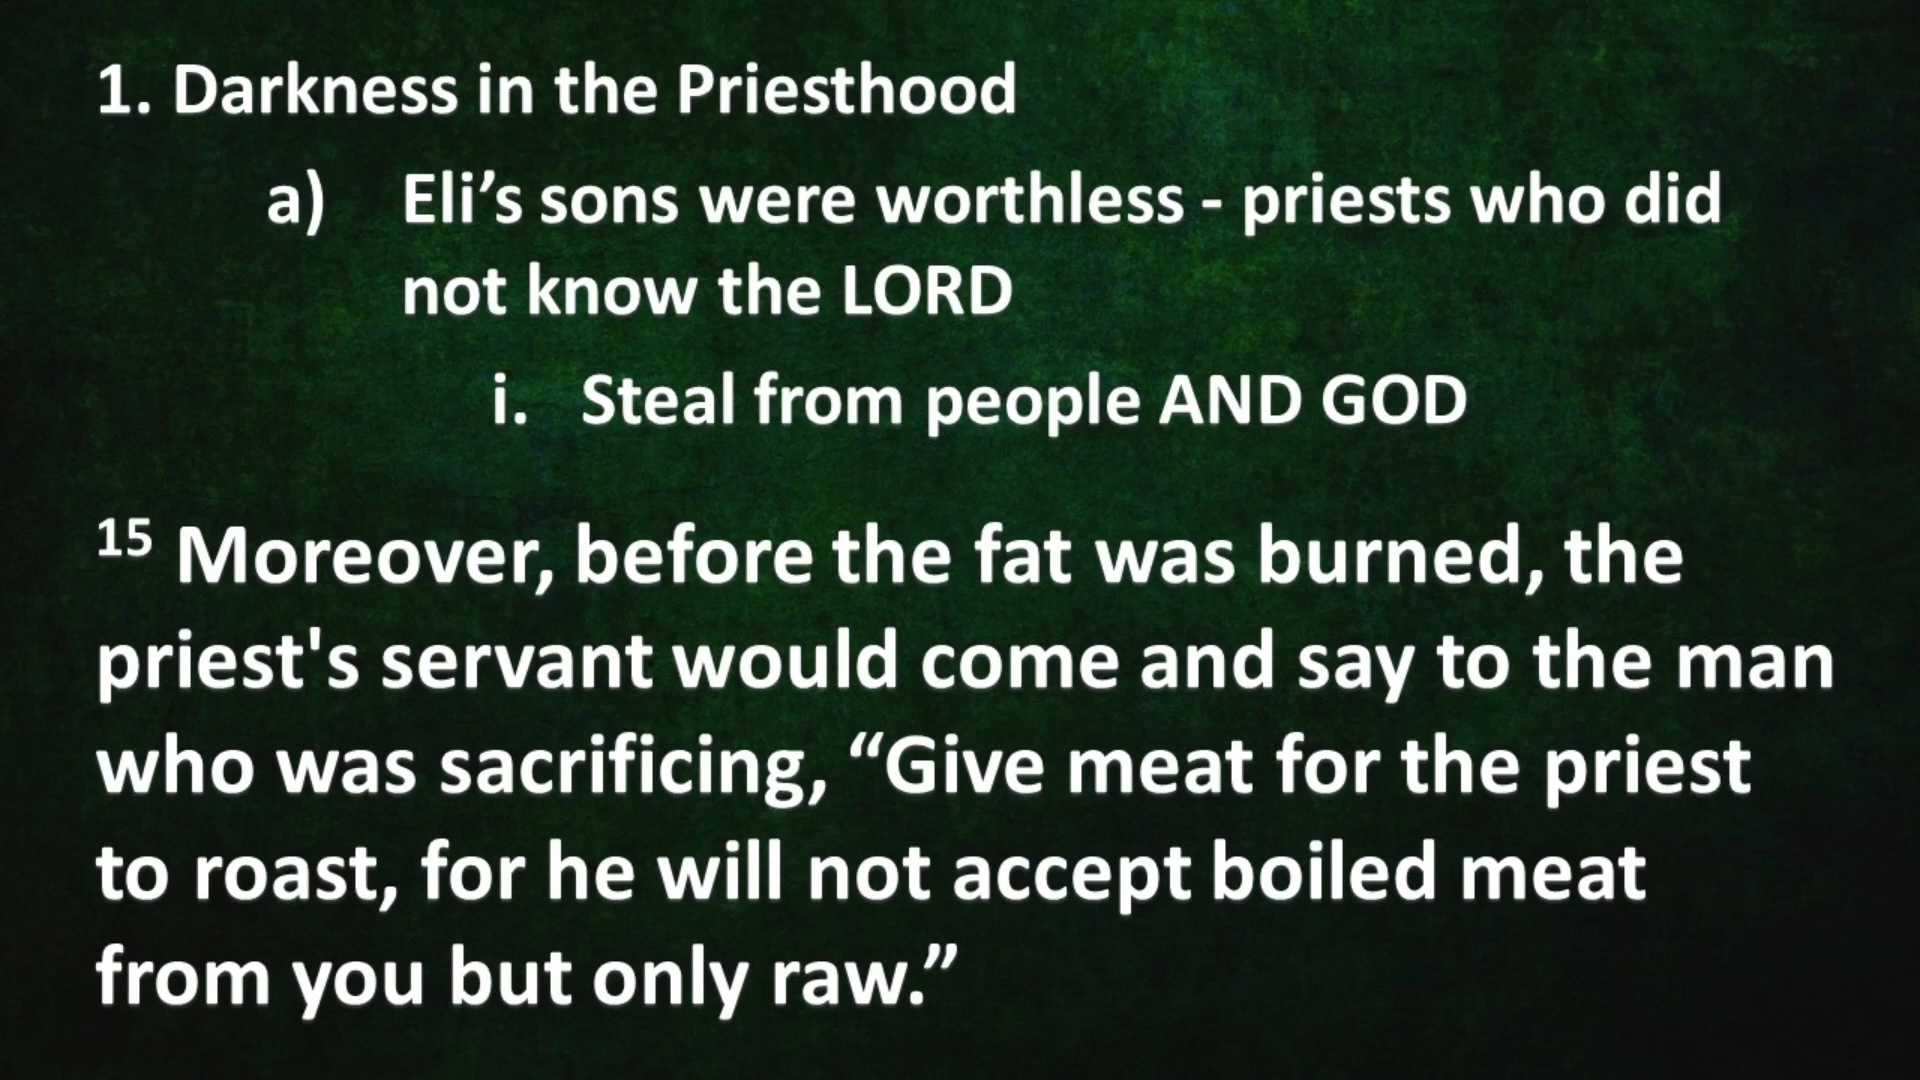 1. Darkness in the Priesthood
a) Eli’s sons were worthless - priests who did
not know the LORD
i. Steal from people AND GOD
15 Moreover, before the fat was burned, the
priest's servant would come and say to the man
who was sacrificing, “Give meat for the priest
to roast, for he will not accept boiled meat
from you but only raw.”